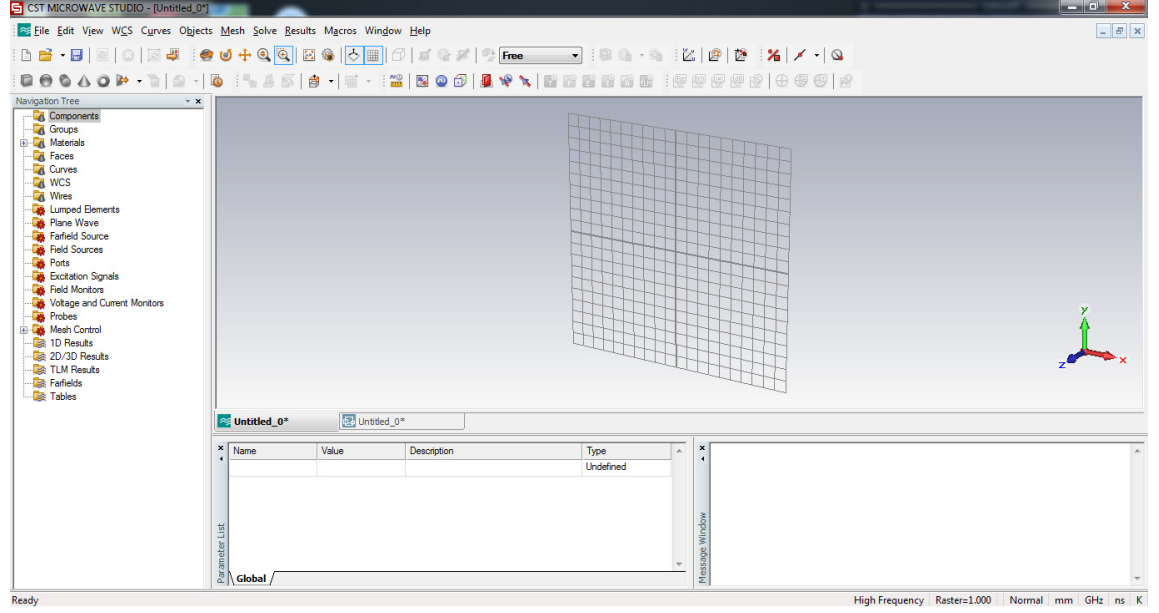 CST MICROWAVE STUDIO - [Untitled_0*]
File Edit View WCS Curves Objects Mesh Solve Results Macros Window Help
Free
Navigation Tree
Components
Groups
Materials
Faces
Curves
WCS
Wires
Lumped Elements
Plane Wave
Farfield Source
Field Sources
Ports
Excitation Signals
Field Monitors
Voltage and Current Monitors
Probes
Mesh Control
1D Results
2D/3D Results
TLM Results
Farfields
Tables
y
x
z
Untitled_0* Untitled_0*
Name Value Description Type
Undefined
Parameter List
Global
Message Window
Ready High Frequency Raster=1.000 Normal mm GHz ns K